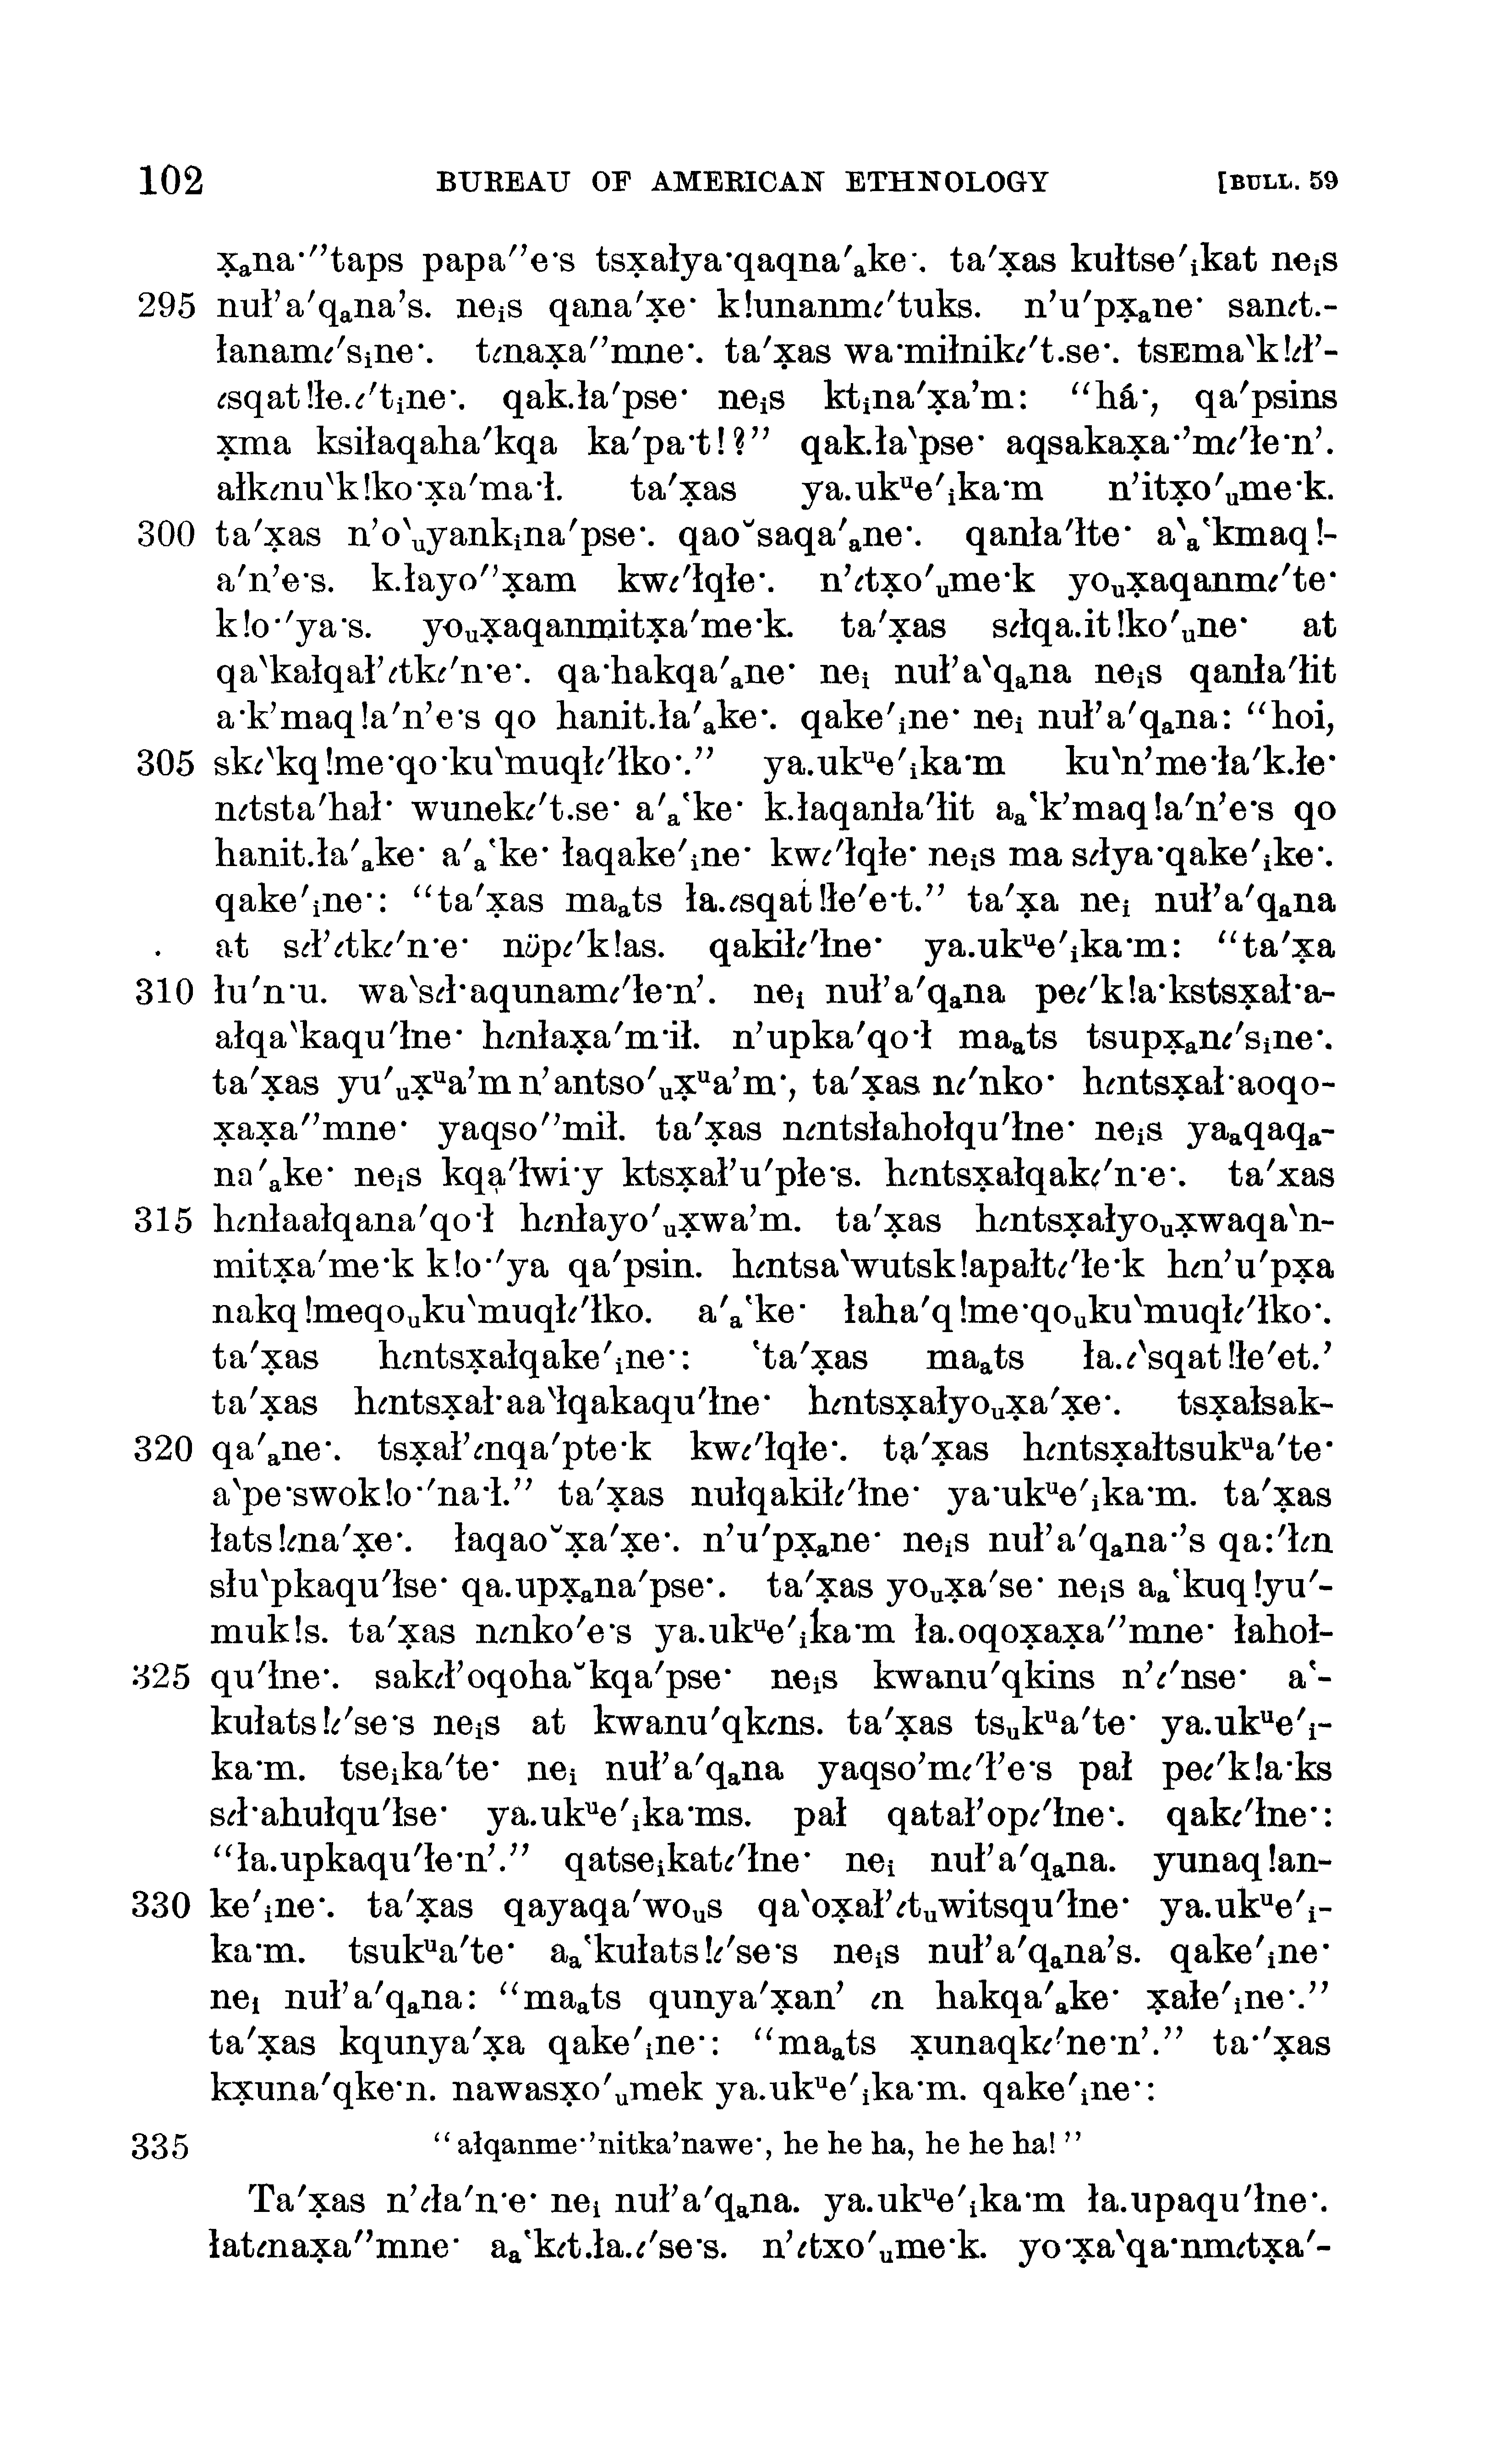 102 BUREAU OF AMERICAN ETHNOLOGY [BULL. 59
x̣ₐna·′ʼtaps papa′ʼe·s tsx̣ałya·qaqna′ₐke·. ta′x̣as kułtse′ᵢkat neᵢs
295 nuł’a′qₐna’s. neᵢs qana′x̣e· k!unanmɩ′tuks. n’u′px̣ₐne· sanɩt.-
łanamɩ′sᵢne·. tɩnax̣a′ʼmne·. ta′x̣as wa·miłnikɩ′t.se·. tsᴇma‵k!ɩł’-
ɩsqat!łe.ɩ′tᵢne·. qak.ła′pse· neᵢs ktᵢna′x̣a’m: “há·, qa′psins
x̣ma ksiłaqaha′kqa ka′pa·t!?” qak.ła‵pse· aqsakax̣a·’mɩ′łe·n’.
ałkɩnu‵k!ko·x̣a′ma·ł. ta′x̣as ya.ukᵘe′ᵢka·m n’itx̣o′ᵤme·k.
300 ta′x̣as n’o‵ᵤyankᵢna′pse·. qaoᵕsaqa′ₐne·. qanła′łte· a‵ₐ‛kmaq!-
a′n’e·s. k.łayo′ʼx̣am kwɩ′łqłe·. n’ɩtx̣o′ᵤme·k yoᵤx̣aqanmɩ′te·
k!o·′ya·s. yoᵤx̣aqanmitx̣a′me·k. ta′x̣as sɩłqa.it!ko′ᵤne· at
qa‵kałqał’ɩtkɩ′n·e·. qa·hakqa′ₐne· neᵢ nuł’a‵qₐna neᵢs qanła′łit
a·k’maq!a′n’e·s qo hanit.ła′ₐke·. qake′ᵢne· neᵢ nuł’a′qₐna: “hoi,
305 skɩ‵kq!me·qo·ku‵muqłɩ′łko·.” ya.ukᵘe′ᵢka·m ku‵n’me·ła′k.łe·
nɩtsta′hał· wunekɩ′t.se· a′ₐ‛ke· k.łaqanła′łit aₐ‛k’maq!a′n’e·s qo
hanit.ła′ₐke· a′ₐ‛ke· łaqake′ᵢne· kwɩ′łqłe· neᵢs ma sɩłya·qake′ᵢke·.
qake′ᵢne·: “ta′x̣as maₐts ła.ɩsqat!łe′e·t.” ta′x̣a neᵢ nuł’a′qₐna
at sɩł’ɩtkɩ′n·e· nüpɩ′k!as. qakiłɩ′łne· ya.ukᵘe′ᵢka·m: “ta′x̣a
310 łu′n·u. wa‵sɩł·aqunamɩ′łe·n’. neᵢ nuł’a′qₐna peɩ′k!a·kstsx̣ał·a-
ałqa‵kaqu′łne· hɩnłax̣a′m·ił. n’upka′qo·ł maₐts tsupx̣ₐnɩ′sᵢne·.
ta′x̣as yu′ᵤx̣ᵘa’m n’antso′ᵤx̣ᵘa’m·, ta′x̣as nɩ′nko· hɩntsx̣ał·aoqo-
x̣ax̣a′ʼmne· yaqso′ʼmił. ta′x̣as nɩntsłahołqu′łne· neᵢs yaₐqaqₐ-
na′ₐke· neᵢs kqa′łwi·y ktsx̣ał’u′płe·s. hɩntsx̣ałqakɩ′n·e·. ta′xas
315 hɩnłaałqana′qo·ł hɩnłayo′ᵤx̣wa’m. ta′x̣as hɩntsx̣ałyoᵤx̣waqa‵n-
mitx̣a′me·k k!o·′ya qa′psin. hɩntsa‵wutsk!apałtɩ′łe·k hɩn’u′px̣a
nakq!meqoᵤku‵muqłɩ′łko. a′ₐ‛ke· łaha′q!me·qoᵤku‵muqłɩ′łko·.
ta′x̣as hɩntsx̣ałqake′ᵢne·: ‘ta′x̣as maₐts ła.ɩ‵sqat!łe′et.’
ta′x̣as hɩntsx̣ał·aa‵łqakaqu′łne· hɩntsx̣ałyoᵤx̣a′x̣e·. tsx̣ałsak-
320 qa′ₐne·. tsx̣ał’ɩnqa′pte·k kwɩ′łqłe·. ta′x̣as hɩntsx̣ałtsukᵘa′te·
a‵pe·swok!o·′na·ł.” ta′x̣as nułqakiłɩ′łne· ya·ukᵘe′ᵢka·m. ta′x̣as
łats!ɩna′x̣e·. łaqaoᵕx̣a′x̣e·. n’u′px̣ₐne· neᵢs nuł’a′qₐna·’s qa:′łɩn
słu‵pkaqu′łse· qa.upx̣ₐna′pse·. ta′x̣as yoᵤx̣a′se· neᵢs aₐ‛kuq!yu′-
muk!s. ta′x̣as nɩnko′e·s ya.ukᵘe′ᵢka·m ła.oqox̣ax̣a′ʼmne· łahoł-
325 qu′łne·. sakɩł’oqohaᵕkqa′pse· neᵢs kwanu′qkins n’ɩ′nse· a‛-
kułats!ɩ′se·s neᵢs at kwanu′qkɩns. ta′x̣as tsᵤkᵘa′te· ya.ukᵘe′ᵢ-
ka·m. tseᵢka′te· neᵢ nuł’a′qₐna yaqso’mɩ′ł’e·s pał peɩ′k!a·ks
sɩł·ahułqu′łse· ya.ukᵘe′ᵢka·ms. pał qatał’opɩ′łne·. qakɩ′łne·:
“ła.upkaqu′łe·n’.” qatseᵢkatɩ′łne· neᵢ nuł’a′qₐna. yunaq!an-
330 ke′ᵢne·. ta′x̣as qayaqa′woᵤs qa‵ox̣ał’ɩtᵤwitsqu′łne· ya.ukᵘe′ᵢ-
ka·m. tsukᵘa′te· aₐ‛kułats!ɩ′se·s neᵢs nuł’a′qₐna’s. qake′ᵢne·
neᵢ nuł’a′qₐna: “maₐts qunya′x̣an’ ɩn hakqa′ₐke· x̣ałe′ᵢne·.”
ta′x̣as kqunya′x̣a qake′ᵢne·: “maₐts x̣unaqkɩ′ne·n’.” ta·′x̣as
kx̣una′qke·n. nawasx̣o′ᵤmek ya.ukᵘe′ᵢka·m. qake′ᵢne·:
335 “ałqanme·’nitka’nawe·, he he ha, he he ha!”
Ta′x̣as n’ɩła′n·e· neᵢ nuł’a′qₐna. ya.ukᵘe′ᵢka·m ła.upaqu′łne·.
łatɩnax̣a′ʼmne· aₐ‛kɩt.ła.ɩ′se·s. n’ɩtx̣o′ᵤme·k. yo·x̣a‵qa·nmɩtx̣a′-